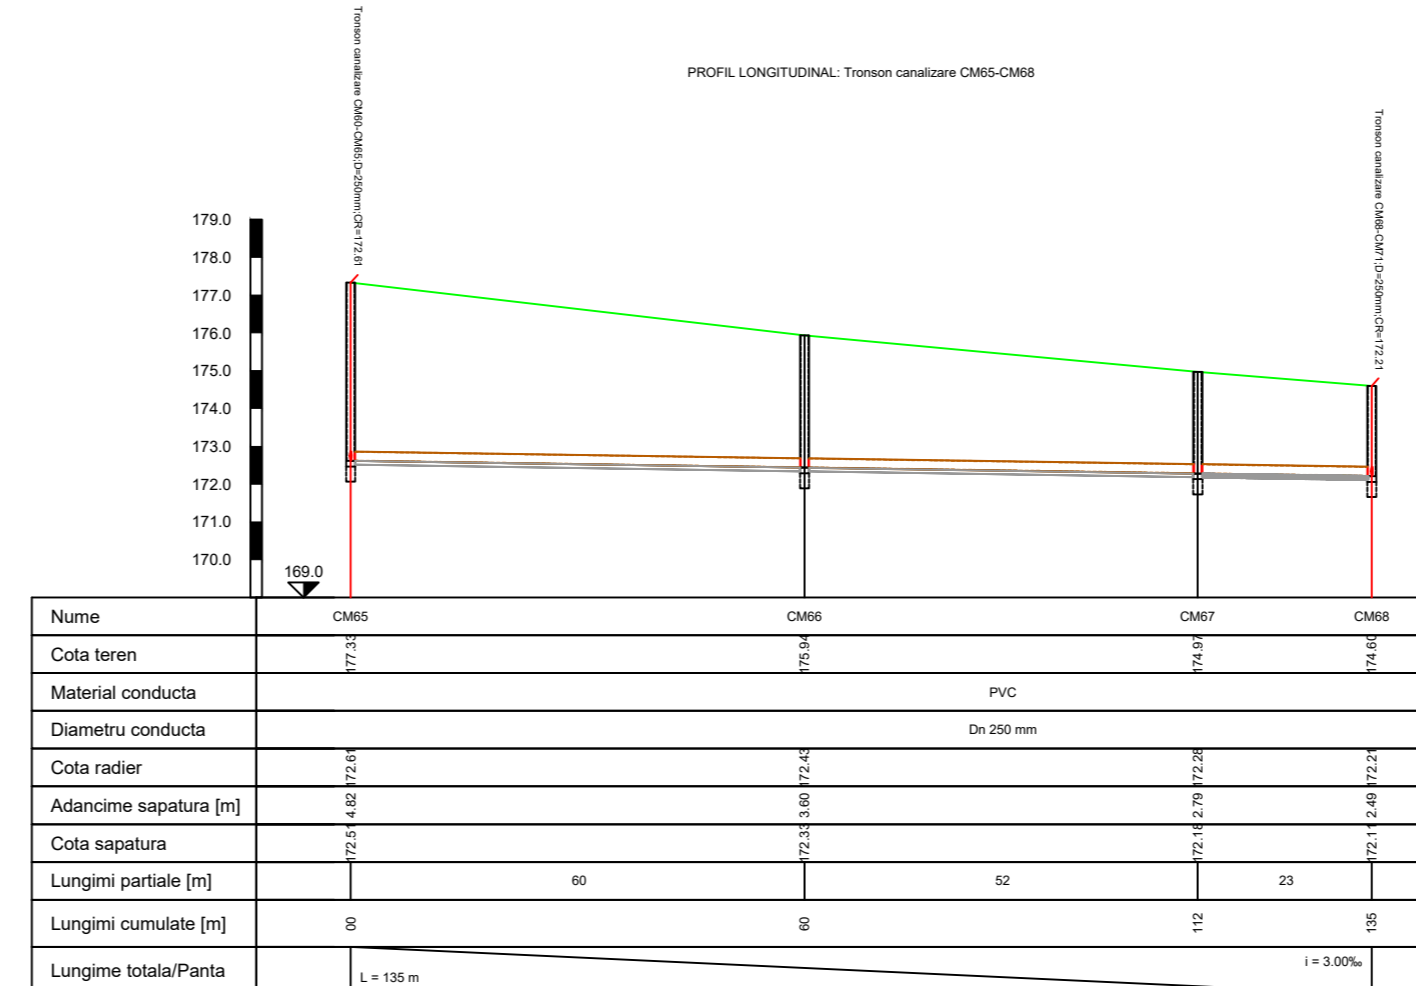 Tronson canalizare CM60-CM65;D=250mm;CR=172.61
PROFIL LONGITUDINAL: Tronson canalizare CM65-CM68
Tronson canalizare CM68-CM71;D=250mm;CR=172.21
179.0
178.0
177.0
176.0
175.0
174.0
173.0
172.0
171.0
170.0
169.0
Nume CM65 CM66 CM67 CM68
Cota teren 177.33 175.94 174.97 174.60
Material conducta PVC
Diametru conducta Dn 250 mm
Cota radier 172.61 172.43 172.28 172.21
Adancime sapatura [m] 4.82 3.60 2.79 2.49
Cota sapatura 172.51 172.33 172.18 172.11
Lungimi partiale [m] 60 52 23
Lungimi cumulate [m] 00 60 112 135
Lungime totala/Panta L = 135 m i = 3.00‰